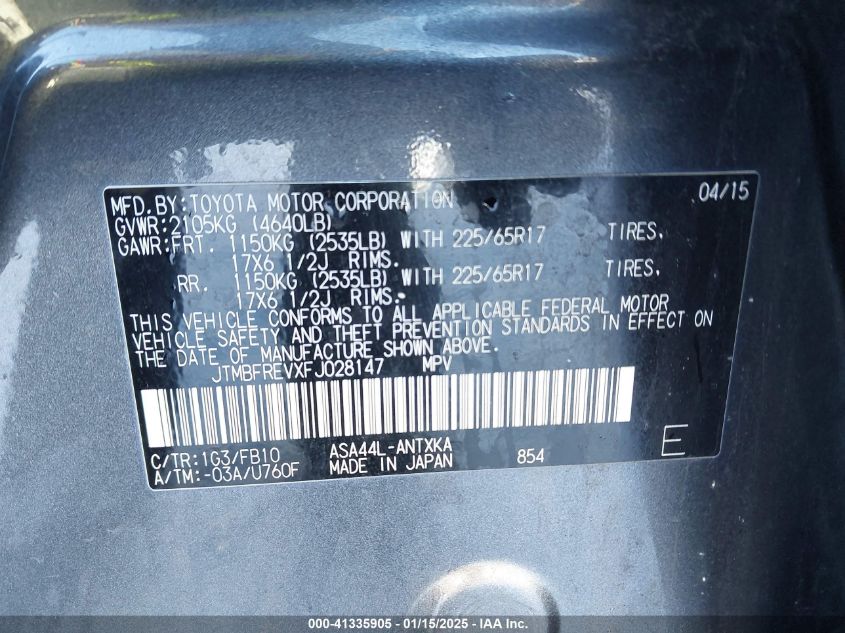 MFD.BY:TOYOTA MOTOR CORPORATION 04/15
GVWR:2105KG (4640LB)
GAWR:FRT. 1150KG (2535LB) WITH 225/65R17 TIRES.
17X6 1/2J RIMS.
RR. 1150KG (2535LB) WITH 225/65R17 TIRES.
17X6 1/2J RIMS.
THIS VEHICLE CONFORMS TO ALL APPLICABLE FEDERAL MOTOR
VEHICLE SAFETY AND THEFT PREVENTION STANDARDS IN EFFECT ON
THE DATE OF MANUFACTURE SHOWN ABOVE.
JTMBFREVXFJ028147 MPV
C/TR:1G3/FB10 ASA44L-ANTXKA
A/TM:-03A/U760F MADE IN JAPAN 854 E
000-41335905 - 01/15/2025 - IAA Inc.